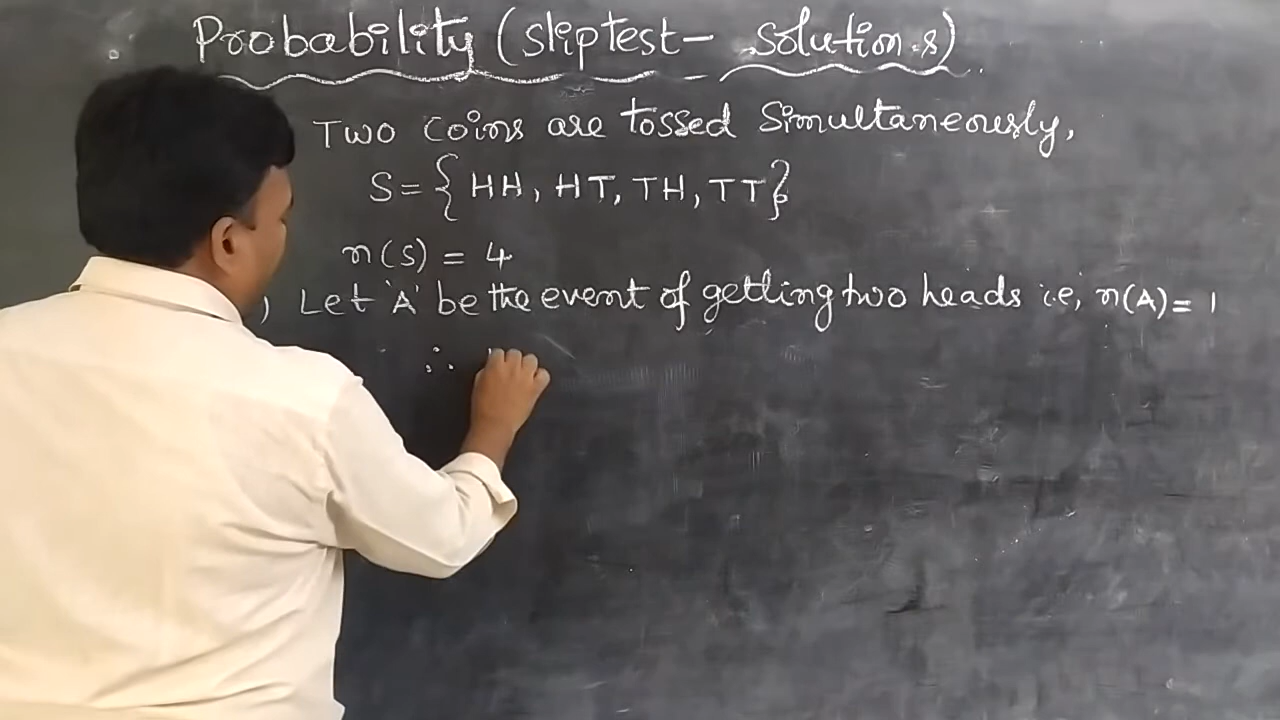 Probability (sliptest - solution.s)
Two coins are tossed simultaneously,
S = { HH, HT, TH, TT }
n(S) = 4
) Let 'A' be the event of getting two heads i.e, n(A) = 1
∴